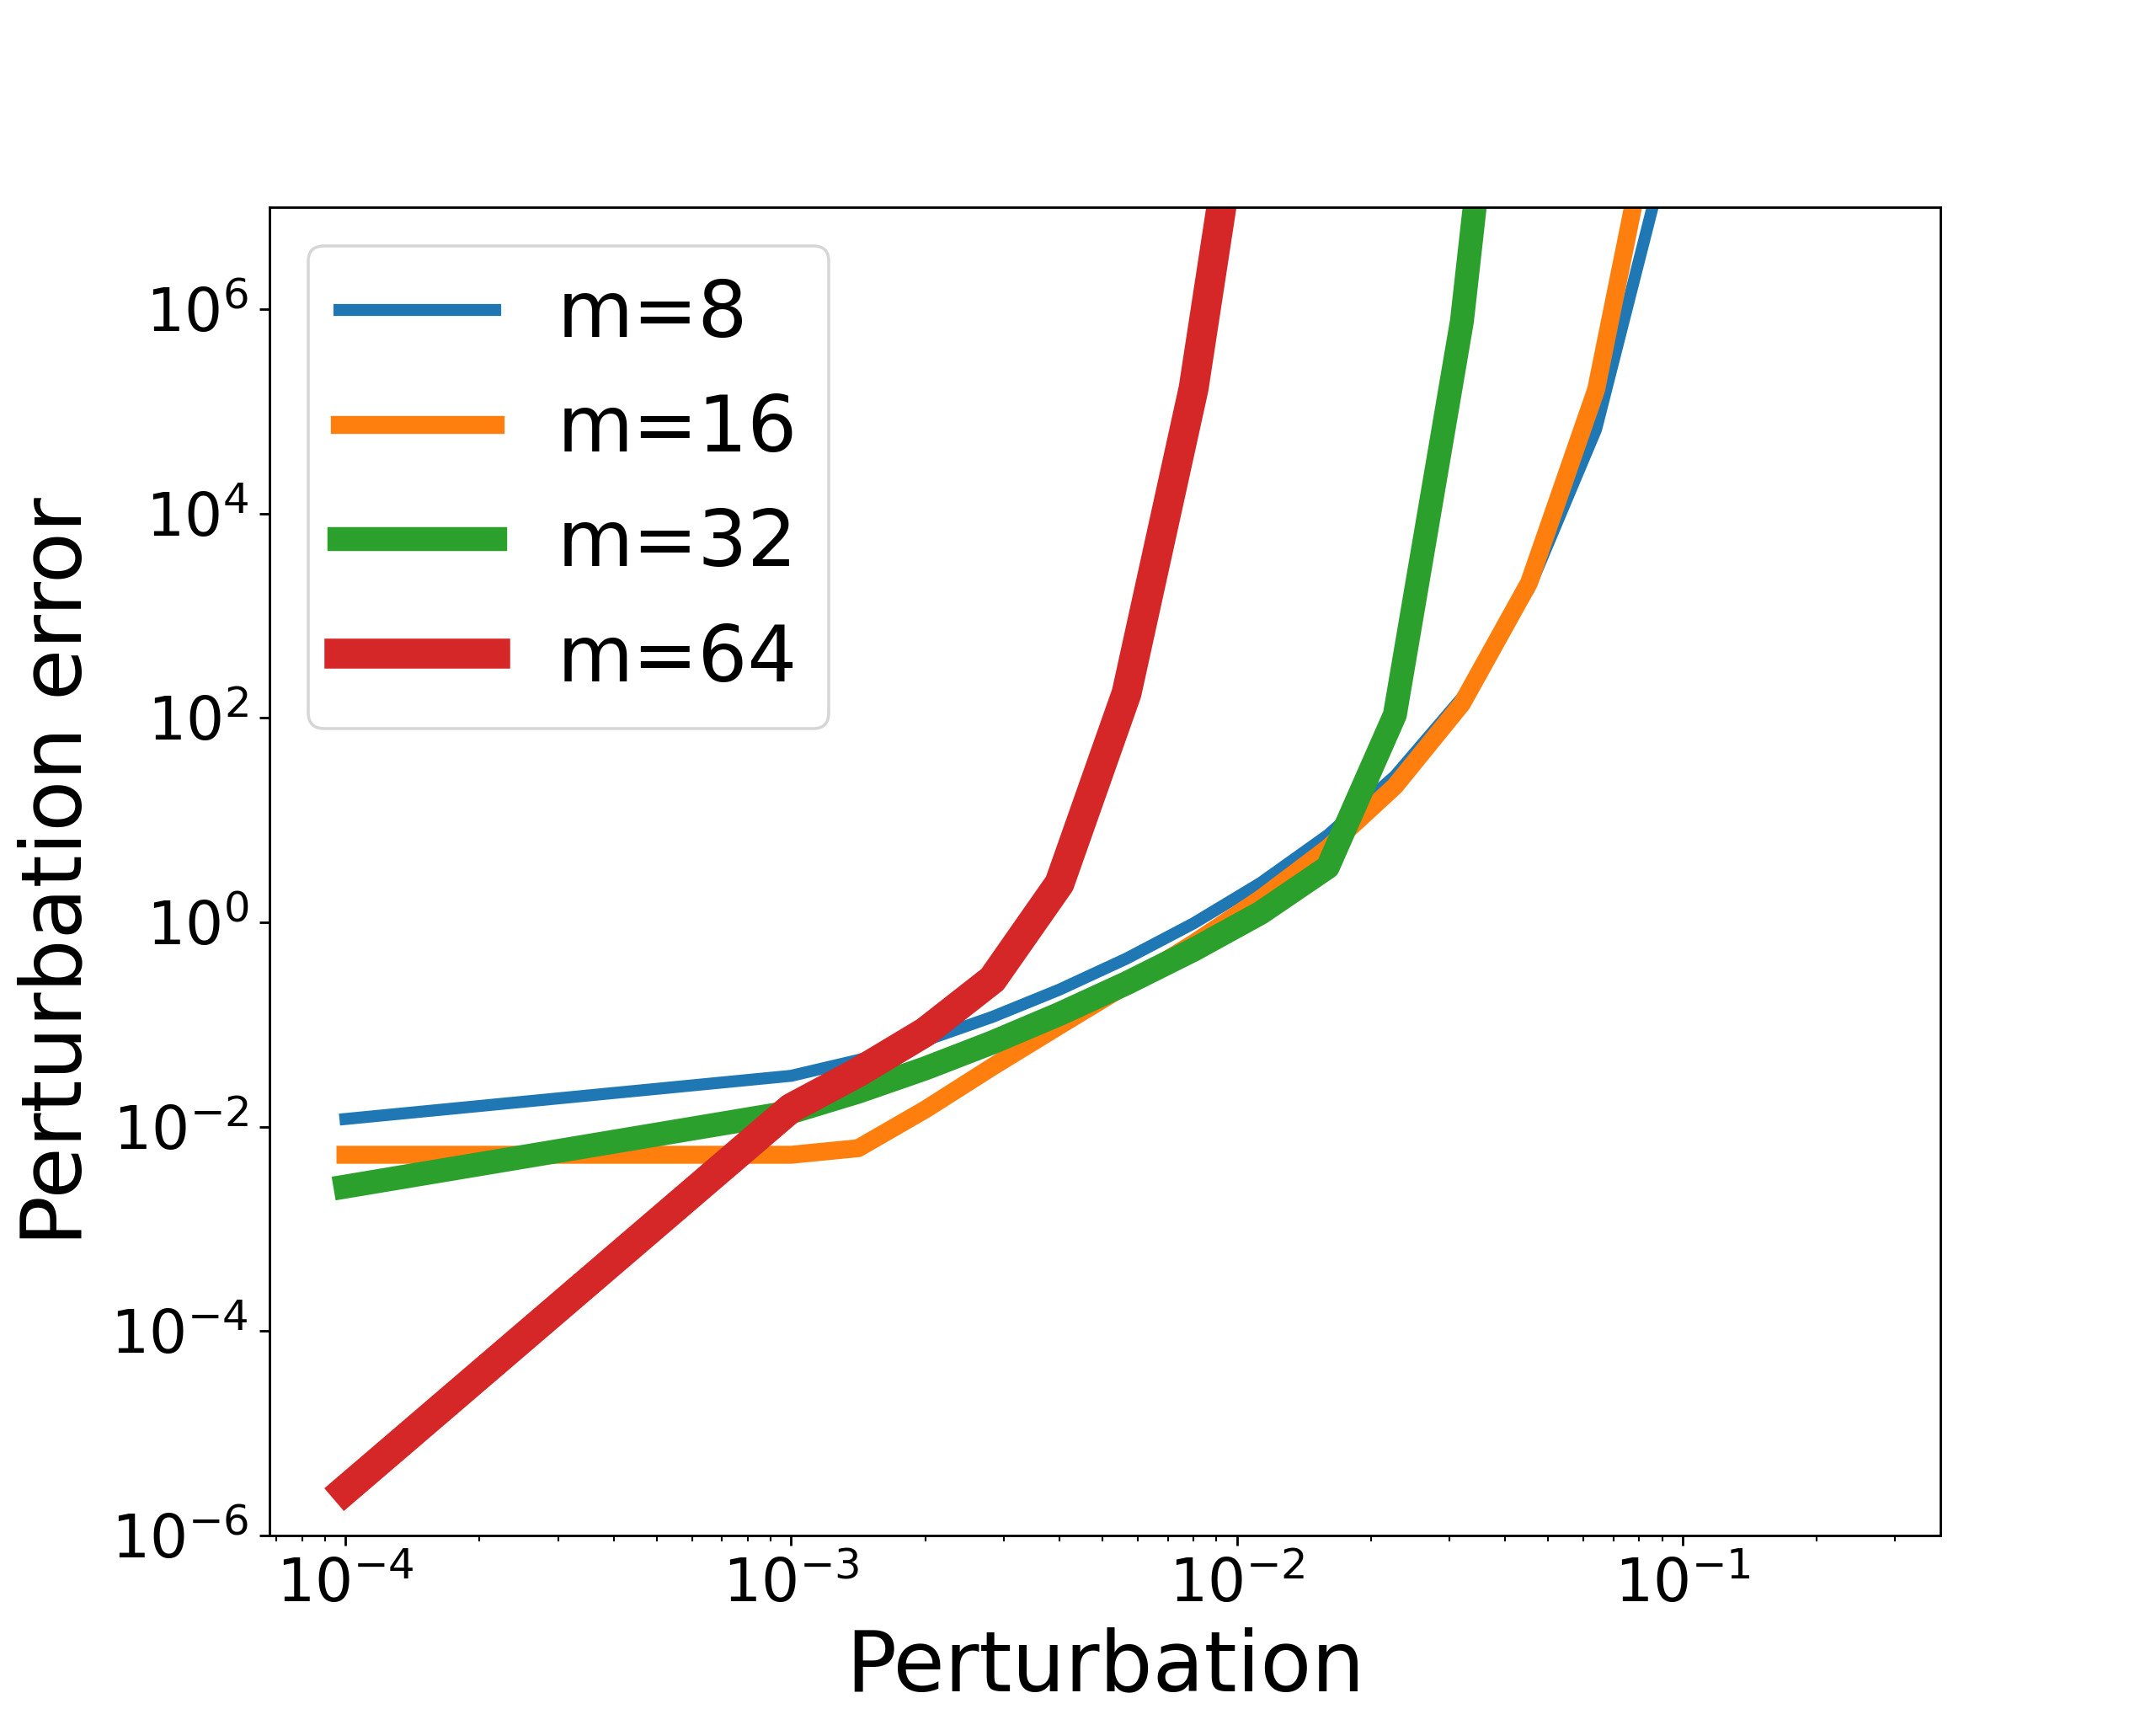 m=8
m=16
m=32
m=64
10⁶
10⁴
10²
10⁰
10⁻²
10⁻⁴
10⁻⁶
Perturbation error
10⁻⁴ 10⁻³ 10⁻² 10⁻¹
Perturbation